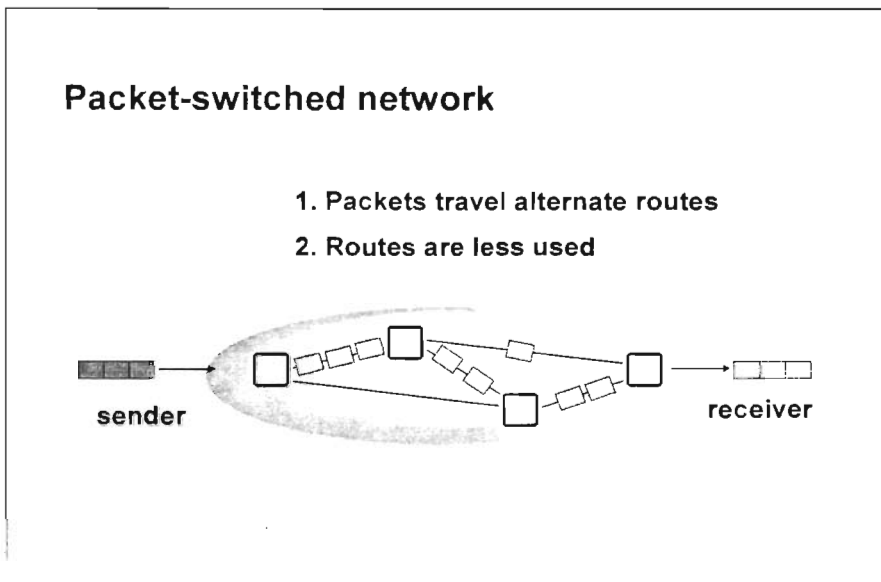 Packet-switched network
1. Packets travel alternate routes
2. Routes are less used
sender
receiver